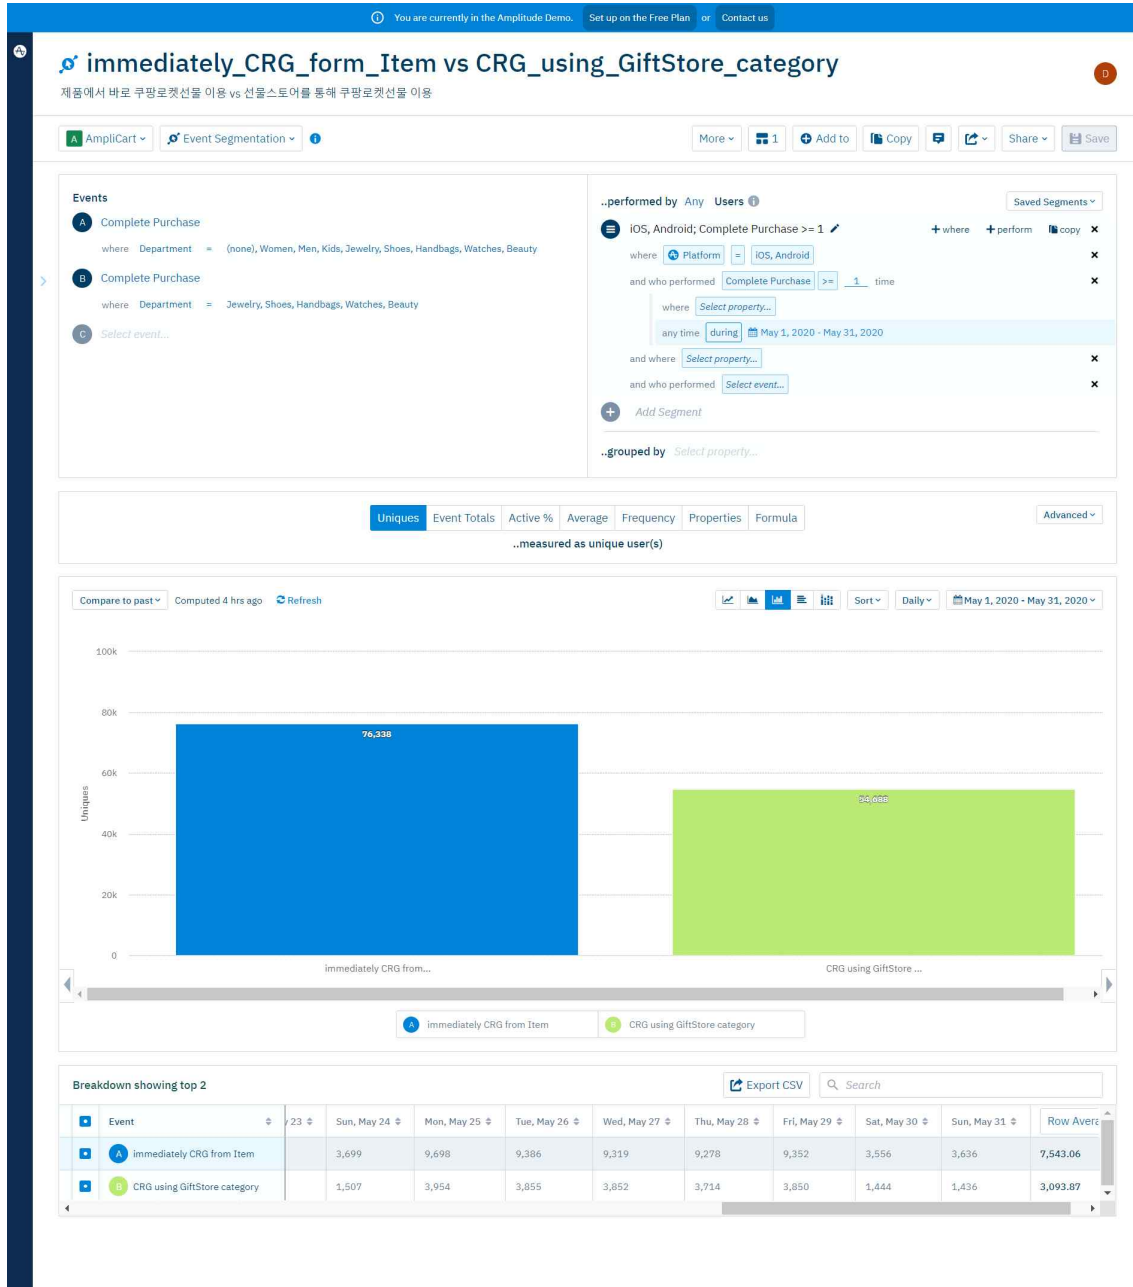 You are currently in the Amplitude Demo. Set up on the Free Plan or Contact us
immediately_CRG_form_Item vs CRG_using_GiftStore_category
D
제품에서 바로 쿠팡로켓선물 이용 vs 선물스토어를 통해 쿠팡로켓선물 이용
A AmpliCart Event Segmentation
More 1 Add to Copy Share Save
Events
A Complete Purchase
where Department = (none), Women, Men, Kids, Jewelry, Shoes, Handbags, Watches, Beauty
B Complete Purchase
where Department = Jewelry, Shoes, Handbags, Watches, Beauty
C Select event...
..performed by Any Users Saved Segments
iOS, Android; Complete Purchase >= 1 + where + perform copy ×
where Platform = iOS, Android ×
and who performed Complete Purchase >= 1 time ×
where Select property...
any time during May 1, 2020 - May 31, 2020
and where Select property... ×
and who performed Select event... ×
+ Add Segment
..grouped by Select property...
Uniques Event Totals Active % Average Frequency Properties Formula
Advanced
..measured as unique user(s)
Compare to past Computed 4 hrs ago Refresh
Sort Daily May 1, 2020 - May 31, 2020
100k
80k
76,338
60k
54,688
Uniques
40k
20k
0
immediately CRG from... CRG using GiftStore ...
A immediately CRG from Item B CRG using GiftStore category
Breakdown showing top 2 Export CSV Search
Event 23 Sun, May 24 Mon, May 25 Tue, May 26 Wed, May 27 Thu, May 28 Fri, May 29 Sat, May 30 Sun, May 31 Row Avera
A immediately CRG from Item 3,699 9,698 9,386 9,319 9,278 9,352 3,556 3,636 7,543.06
B CRG using GiftStore category 1,507 3,954 3,855 3,852 3,714 3,850 1,444 1,436 3,093.87